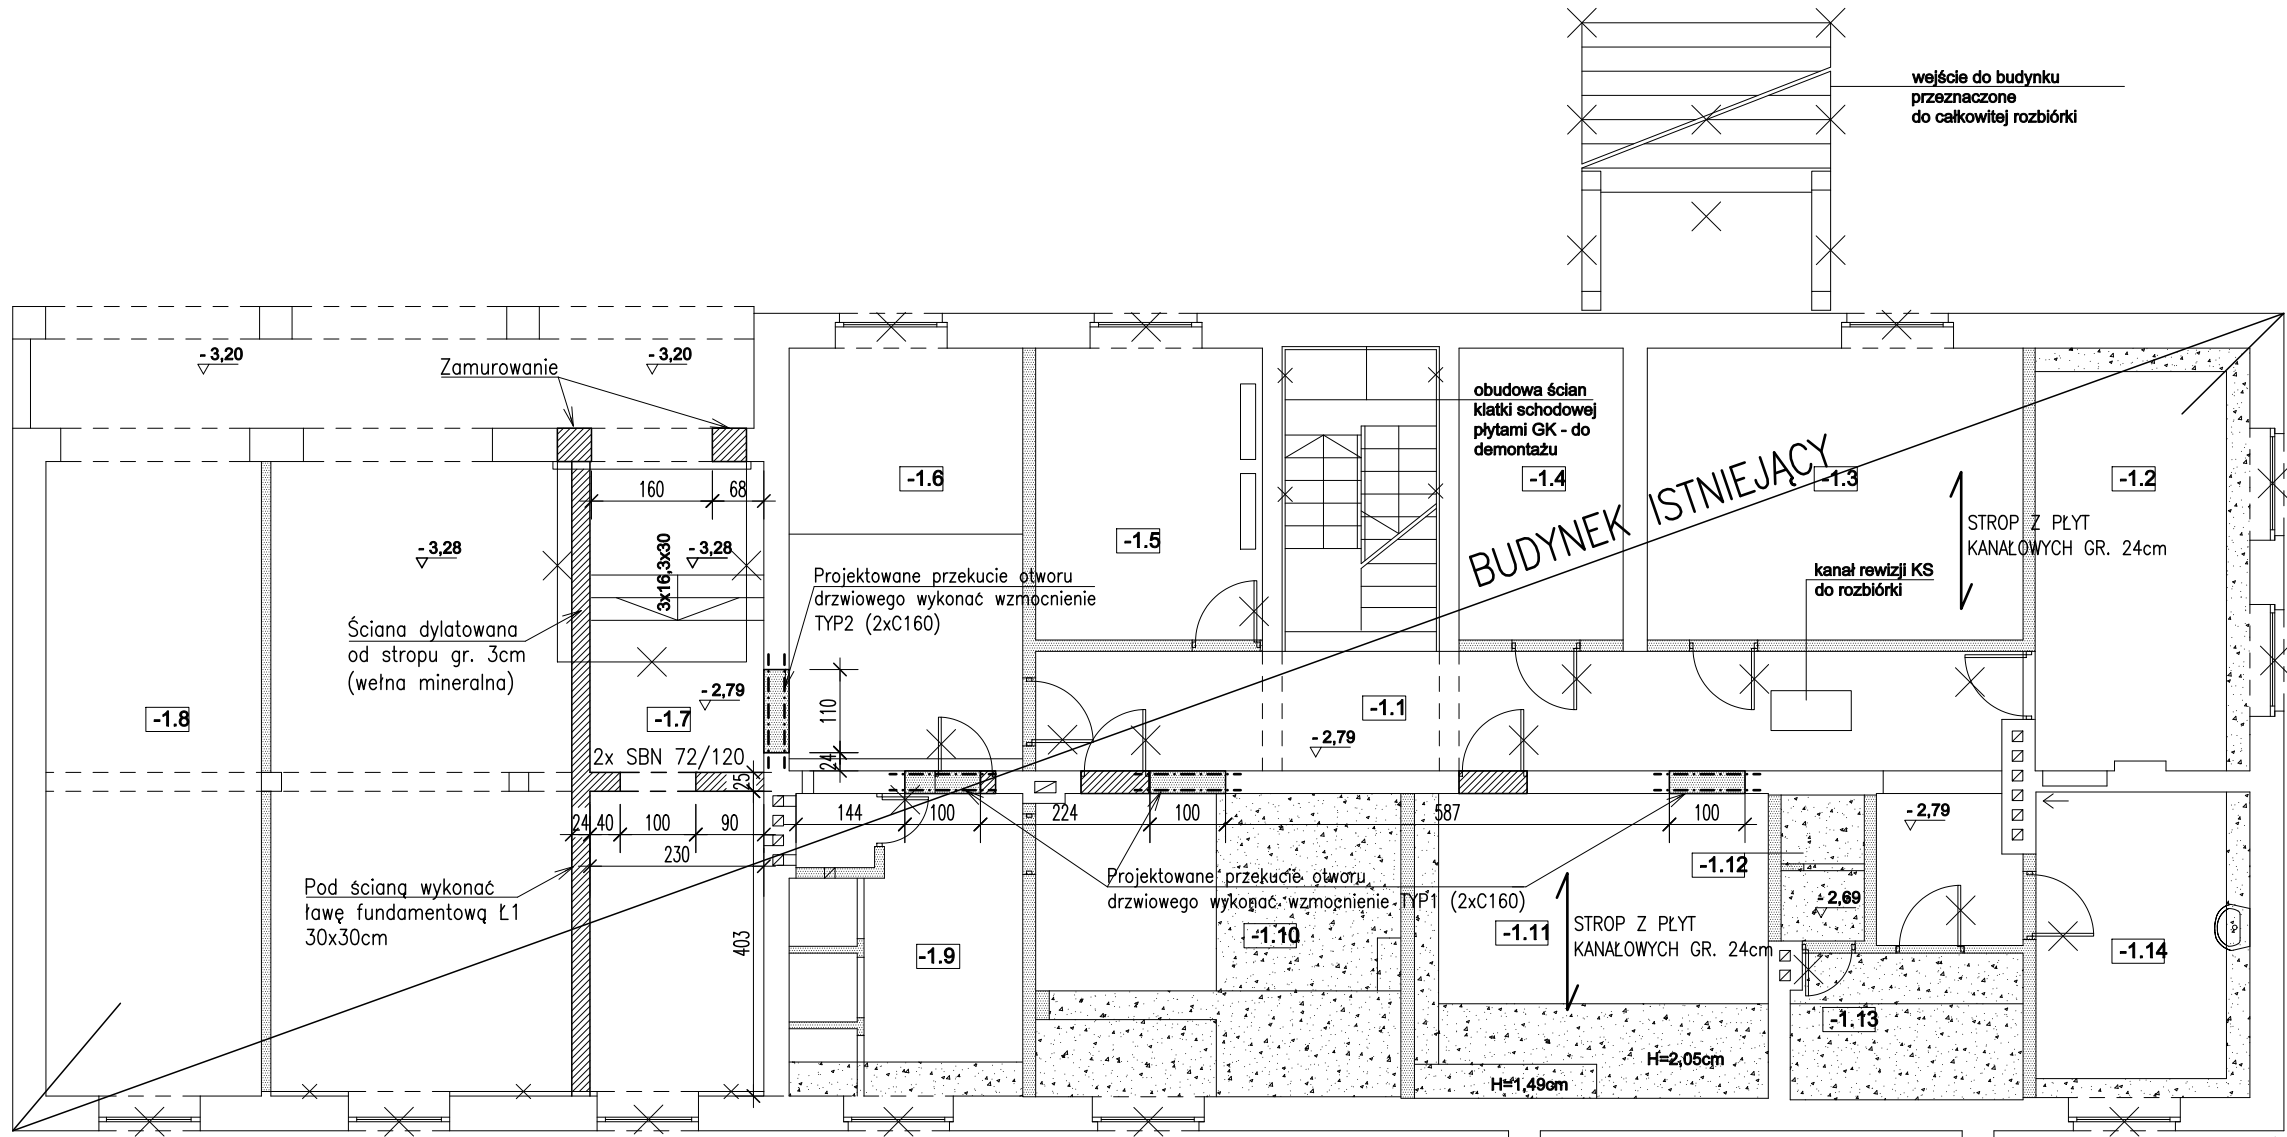 wejście do budynku
przeznaczone
do całkowitej rozbiórki
- 3,20
- 3,20
Zamurowanie
obudowa ścian
klatki schodowej
płytami GK - do
demontażu
-1.6
-1.4
-1.3
-1.2
160
68
BUDYNEK ISTNIEJĄCY
STROP Z PŁYT
KANAŁOWYCH GR. 24cm
-1.5
- 3,28
- 3,28
3x16,3x30
Projektowane przekucie otworu
drzwiowego wykonać wzmocnienie
TYP2 (2xC160)
kanał rewizji KS
do rozbiórki
Ściana dylatowana
od stropu gr. 3cm
(wełna mineralna)
- 2,79
110
-1.8
-1.7
-1.1
- 2,79
2x SBN 72/120
25
24
24
40
100
90
230
144
100
224
100
587
100
- 2,79
Pod ścianą wykonać
ławę fundamentową Ł1
30x30cm
Projektowane przekucie otworu
drzwiowego wykonać wzmocnienie TYP1 (2xC160)
-1.12
- 2,69
403
-1.9
-1.10
-1.11
STROP Z PŁYT
KANAŁOWYCH GR. 24cm
-1.14
-1.13
H=2,05cm
H=1,49cm